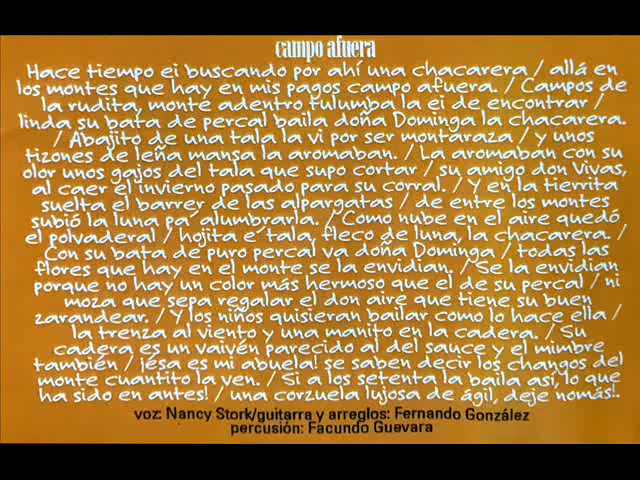 campo afuera
Hace tiempo ei buscando por ahí una chacarera / allá en
los montes que hay en mis pagos campo afuera. / Campos de
la rudita, monte adentro tulumba la ei de encontrar /
linda su bata de percal baila doña Dominga la chacarera.
/ Abajito de una tala la vi por ser montaraza / y unos
tizones de leña mansa la aromaban. / La aromaban con su
olor unos gajos del tala que supo cortar / su amigo don Vivas,
al caer el invierno pasado para su corral. / Y en la tierrita
suelta el barrer de las alpargatas / de entre los montes
subió la luna pa´alumbrarla. / Como nube en el aire quedó
el polvaderal / hojita e´tala, fleco de luna, la chacarera. /
Con su bata de puro percal va doña Dominga / todas las
flores que hay en el monte se la envidian. / Se la envidian
porque no hay un color más hermoso que el de su percal / ni
moza que sepa regalar el don aire que tiene su buen
zarandear. / Y los niños quisieran bailar como lo hace ella /
la trenza al viento y una manito en la cadera. / Su
cadera es un vaivén parecido al del sauce y el mimbre
también / ¡ésa es mi abuela! se saben decir los changos del
monte cuantito la ven. / Si a los setenta la baila así, lo que
ha sido en antes! / una corzuela lujosa de ágil, deje nomás!.
voz: Nancy Stork/guitarra y arreglos: Fernando González
percusión: Facundo Guevara